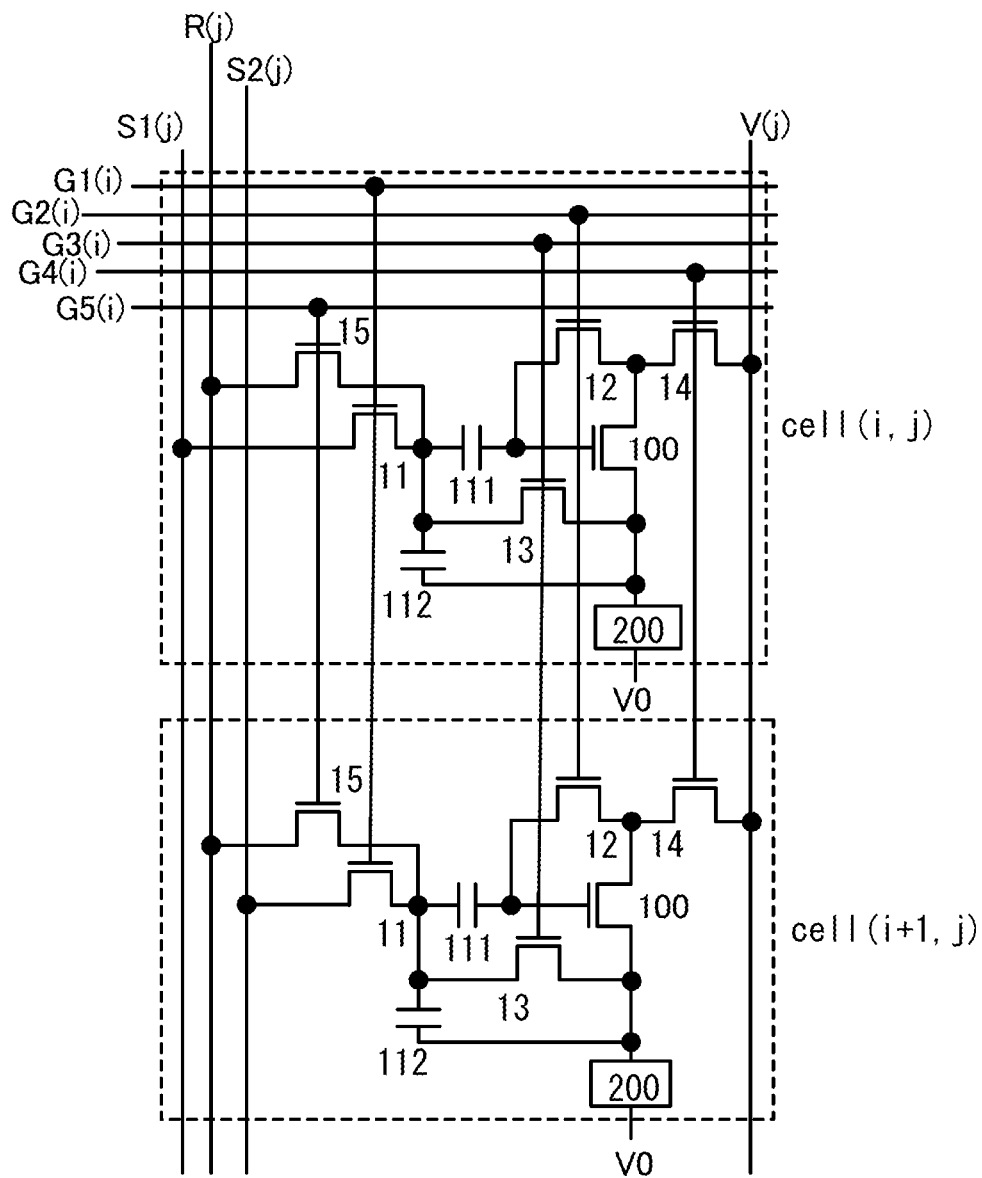 R(j)
S2(j)
S1(j)
V(j)
G1(i)
G2(i)
G3(i)
G4(i)
G5(i)
15
12
14
cell(i, j)
100
11
111
13
112
200
V0
15
12
14
100
cell(i+1, j)
11
111
13
112
200
V0